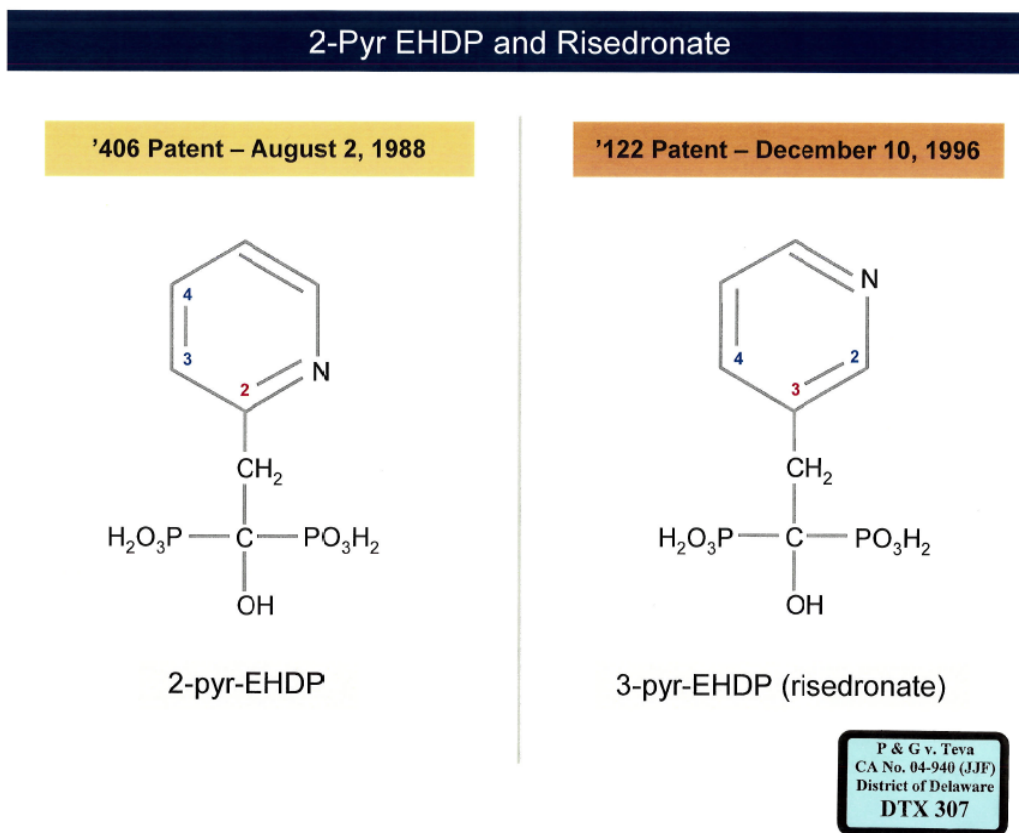 2-Pyr EHDP and Risedronate
’406 Patent – August 2, 1988
4
3
2
N
CH₂
H₂O₃P
C
PO₃H₂
OH
2-pyr-EHDP
’122 Patent – December 10, 1996
N
4
2
3
CH₂
H₂O₃P
C
PO₃H₂
OH
3-pyr-EHDP (risedronate)
P & G v. Teva
CA No. 04-940 (JJF)
District of Delaware
DTX 307